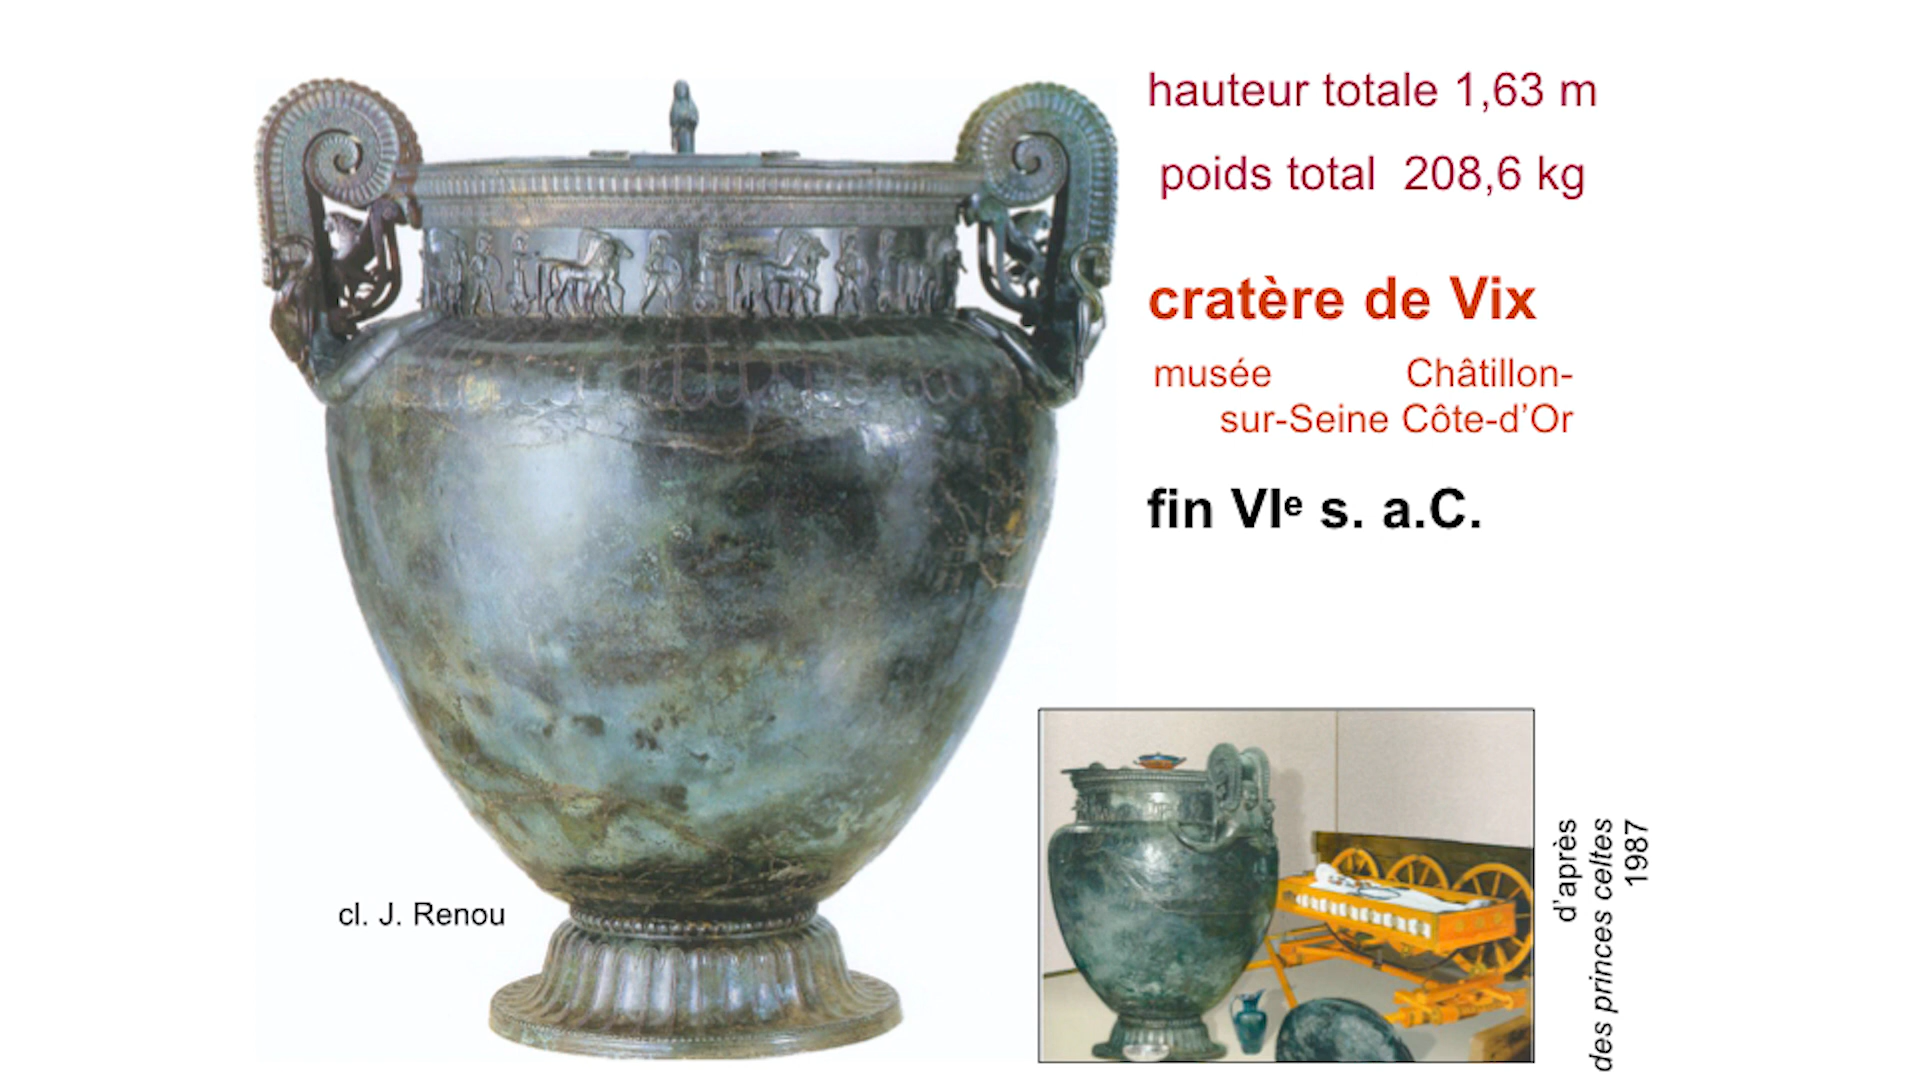 hauteur totale 1,63 m
poids total 208,6 kg
cratère de Vix
musée Châtillon-
sur-Seine Côte-d’Or
fin VIe s. a.C.
cl. J. Renou
d’après
des princes celtes
1987